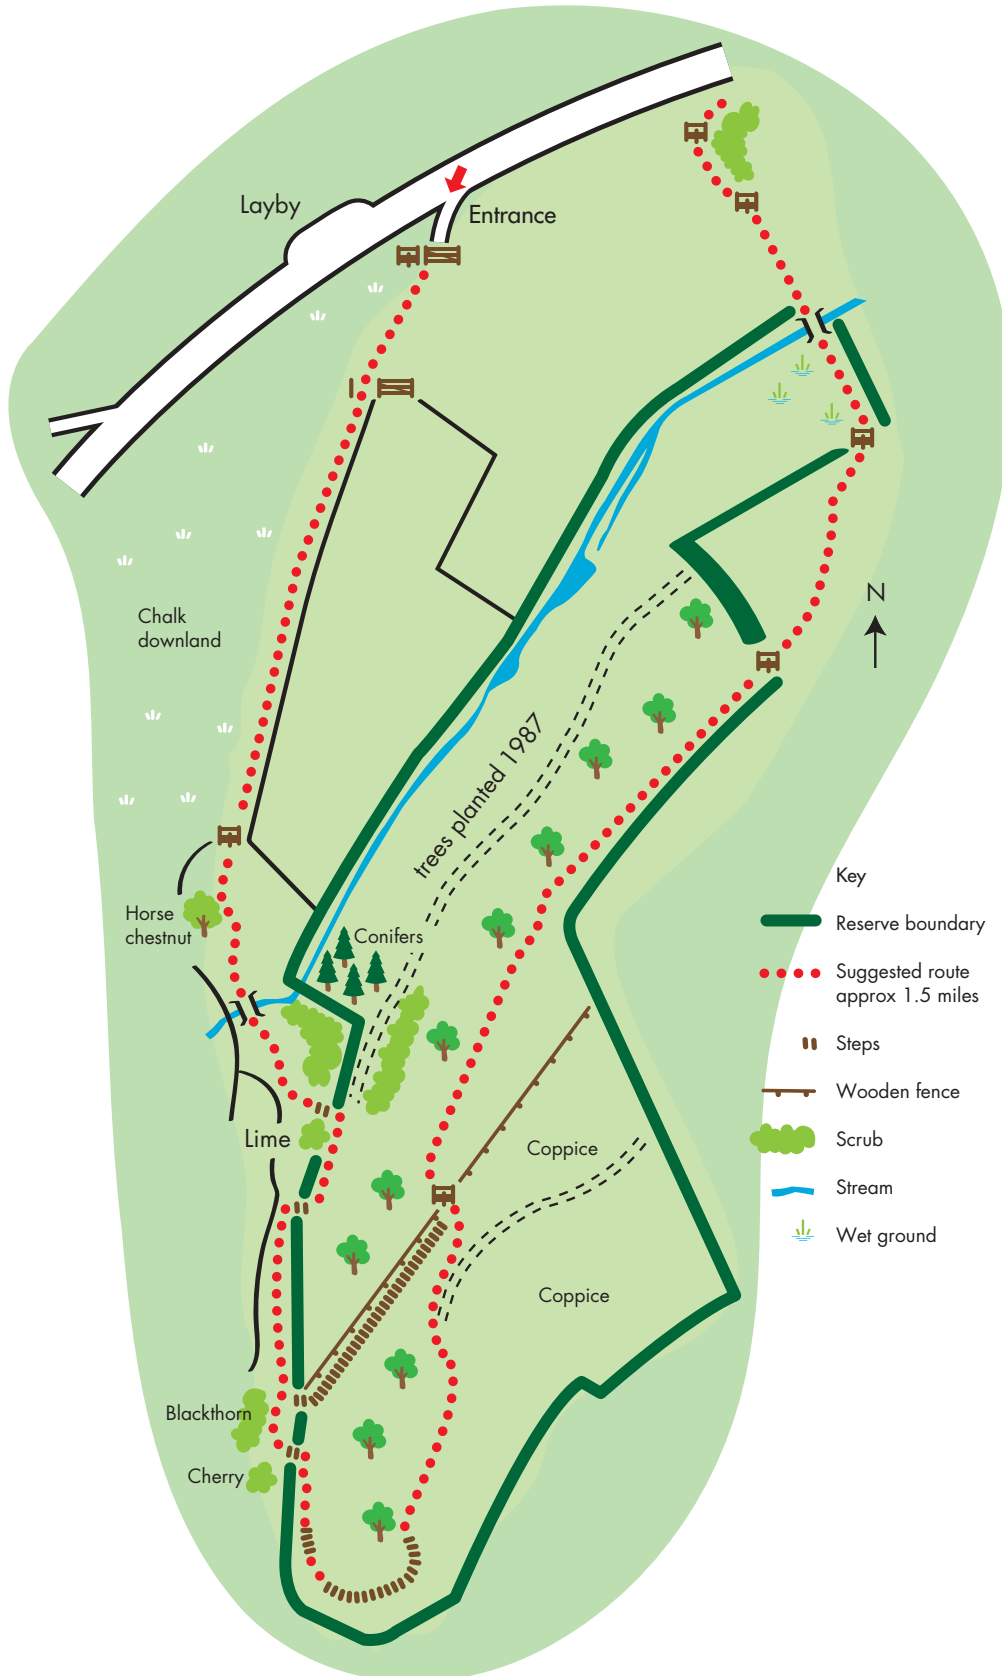 Layby
Entrance
Chalk
downland
N
trees planted 1987
Horse
chestnut
Conifers
Lime
Coppice
Coppice
Blackthorn
Cherry
Key
Reserve boundary
Suggested route
approx 1.5 miles
Steps
Wooden fence
Scrub
Stream
Wet ground